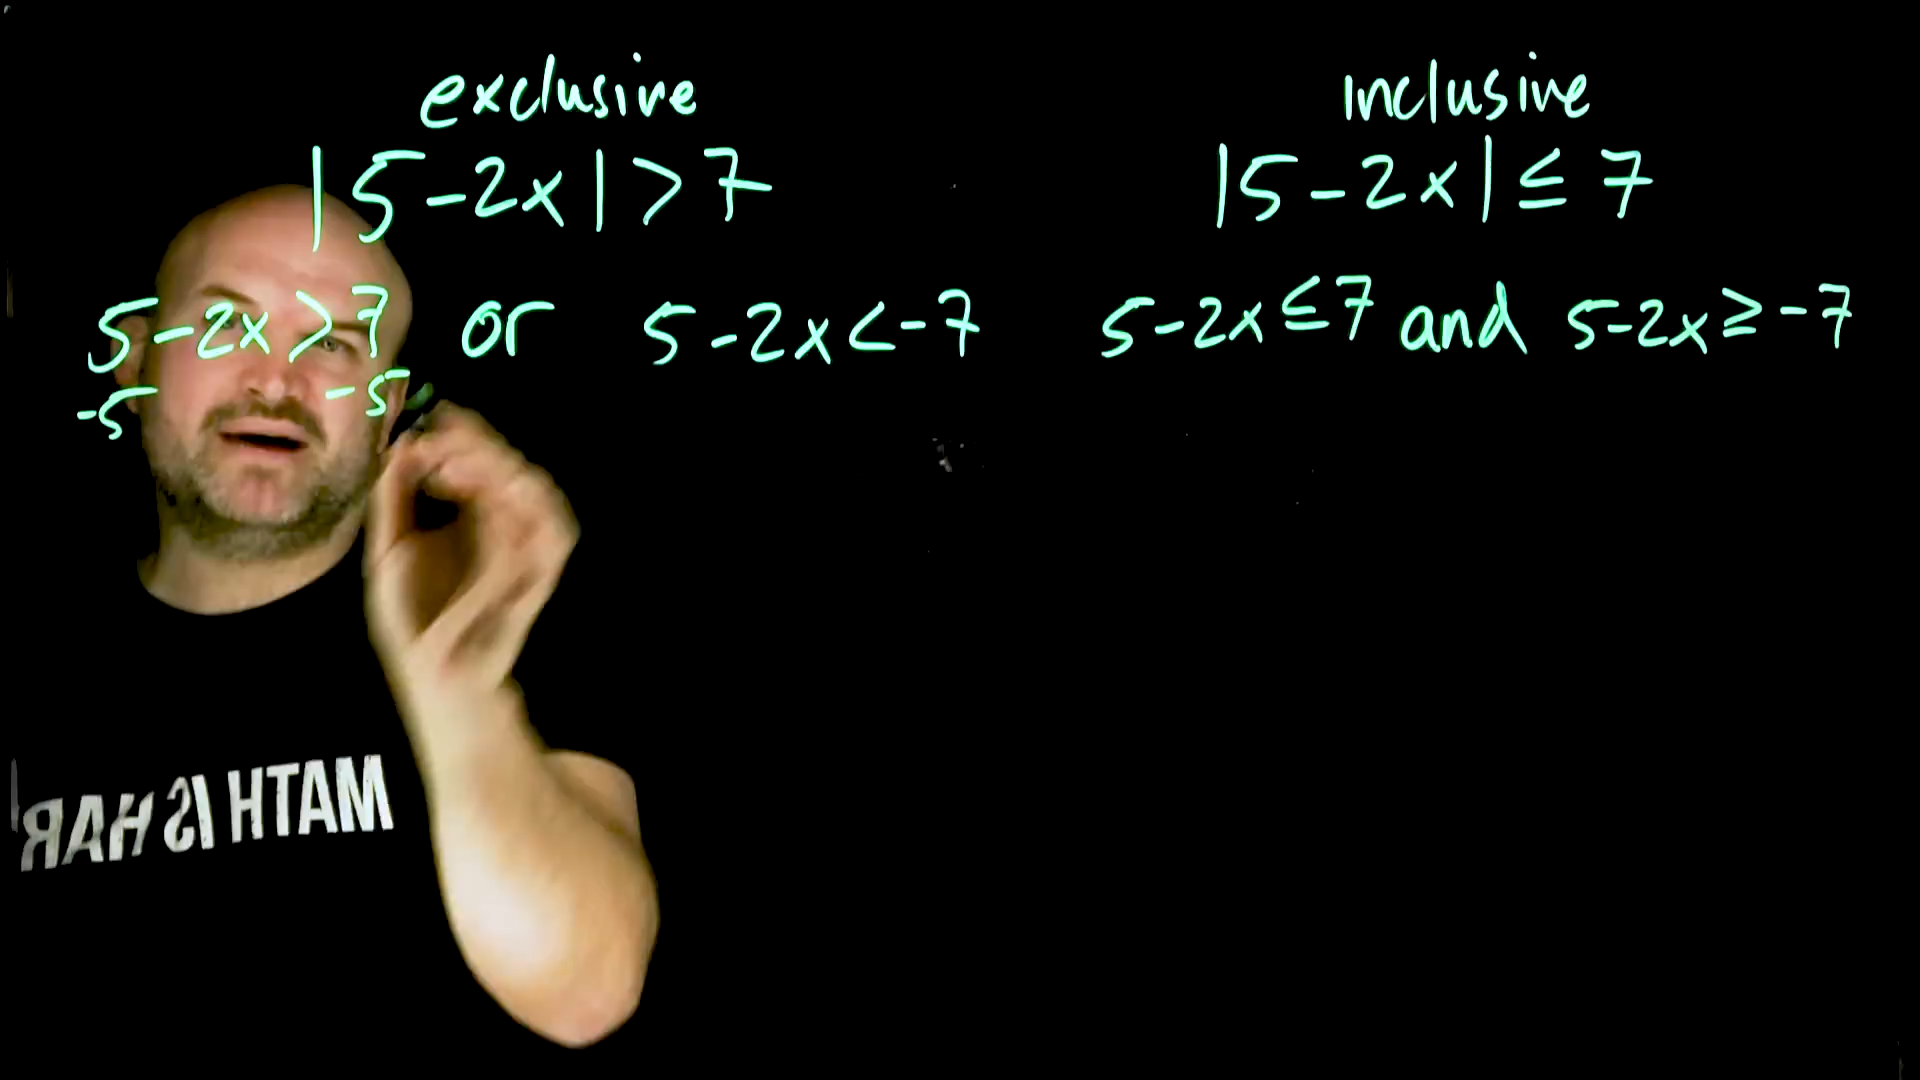 exclusive
inclusive
|5-2x|>7
|5-2x|≤7
5-2x>7 or 5-2x<-7
5-2x≤7 and 5-2x≥-7
-5 -5
MATH IS HAR